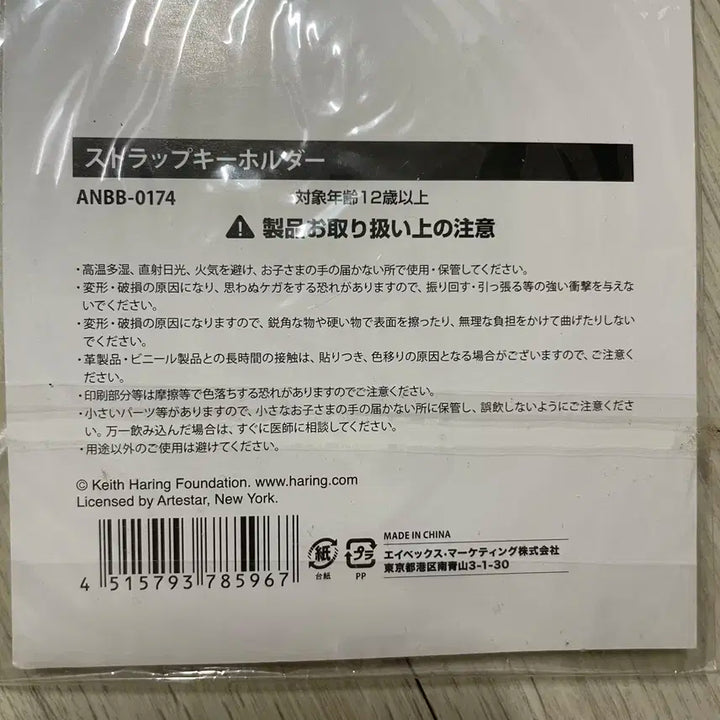 ストラップキーホルダー
ANBB-0174 対象年齢12歳以上
製品お取り扱い上の注意
・高温多湿、直射日光、火気を避け、お子さまの手の届かない所で使用・保管してください。
・変形・破損の原因になり、思わぬケガをする恐れがありますので、振り回す・引っ張る等の強い衝撃を与えな
いでください。
・変形・破損の原因になりますので、鋭角な物や硬い物で表面を擦ったり、無理な負担をかけて曲げたりしない
でください。
・革製品・ビニール製品との長時間の接触は、貼りつき、色移りの原因となる場合がございますので、ご注意く
ださい。
・印刷部分等は摩擦等で色落ちする恐れがありますのでご注意ください。
・小さいパーツ等がありますので、小さなお子さまの手の届かない所に保管し、誤飲しないようにご注意くださ
い。万一飲み込んだ場合は、すぐに医師に相談してください。
・用途以外のご使用は避けてください。
© Keith Haring Foundation. www.haring.com
Licensed by Artestar, New York.
4 515793 785967
紙
台紙
プラ
PP
MADE IN CHINA
エイベックス・マーケティング株式会社
東京都港区南青山3-1-30